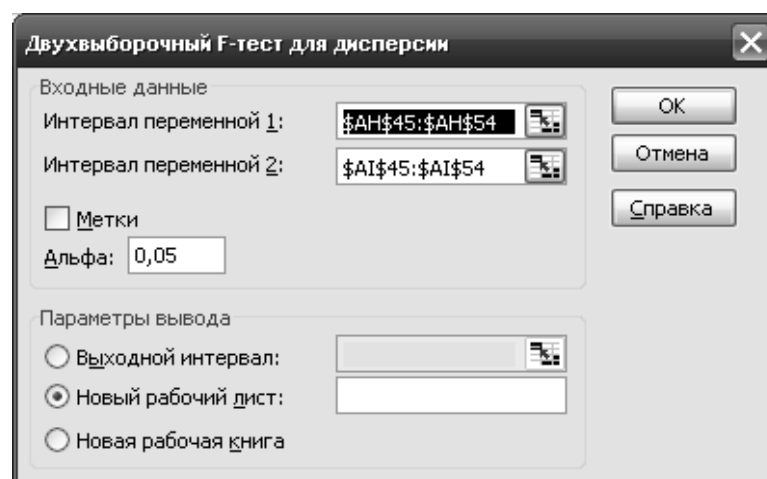 Двухвыборочный F-тест для дисперсии
Входные данные
Интервал переменной 1: $AH$45:$AH$54
Интервал переменной 2: $AI$45:$AI$54
Метки
Альфа: 0,05
OK
Отмена
Справка
Параметры вывода
Выходной интервал:
Новый рабочий лист:
Новая рабочая книга